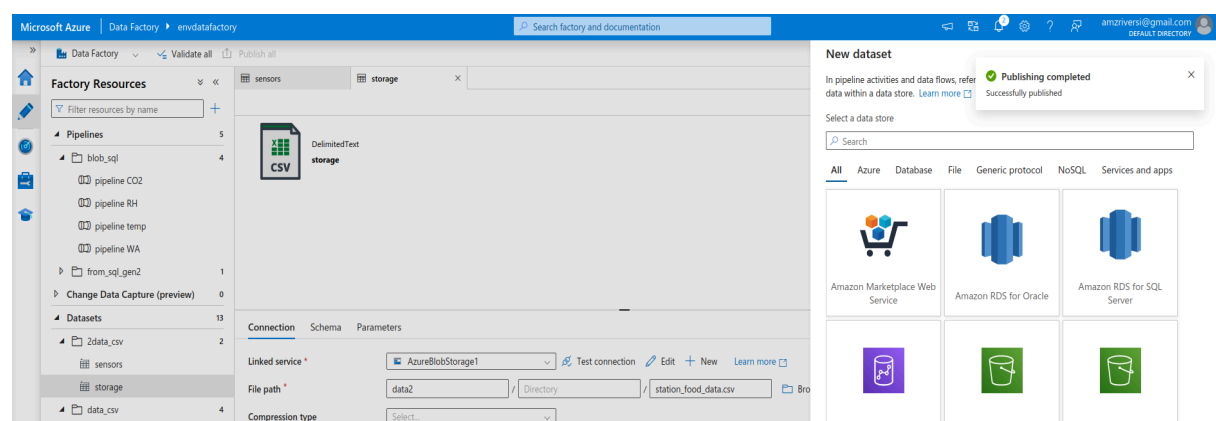 Microsoft Azure
Data Factory
envdatafactory
Search factory and documentation
2
amzriversi@gmail.com
DEFAULT DIRECTORY
Data Factory
Validate all
Publish all
Factory Resources
Filter resources by name
Pipelines 5
blob_sql 4
pipeline CO2
pipeline RH
pipeline temp
pipeline WA
from_sql_gen2 1
Change Data Capture (preview) 0
Datasets 13
2data_csv 2
sensors
storage
data_csv 4
sensors
storage
CSV
DelimitedText
storage
Connection Schema Parameters
Linked service *
AzureBlobStorage1
Test connection
Edit
New
Learn more
File path *
data2
/
Directory
/
station_food_data.csv
Bro
Compression type
Select...
New dataset
In pipeline activities and data flows, refer
data within a data store. Learn more
Publishing completed
Successfully published
Select a data store
Search
All Azure Database File Generic protocol NoSQL Services and apps
Amazon Marketplace Web
Service
Amazon RDS for Oracle
Amazon RDS for SQL
Server